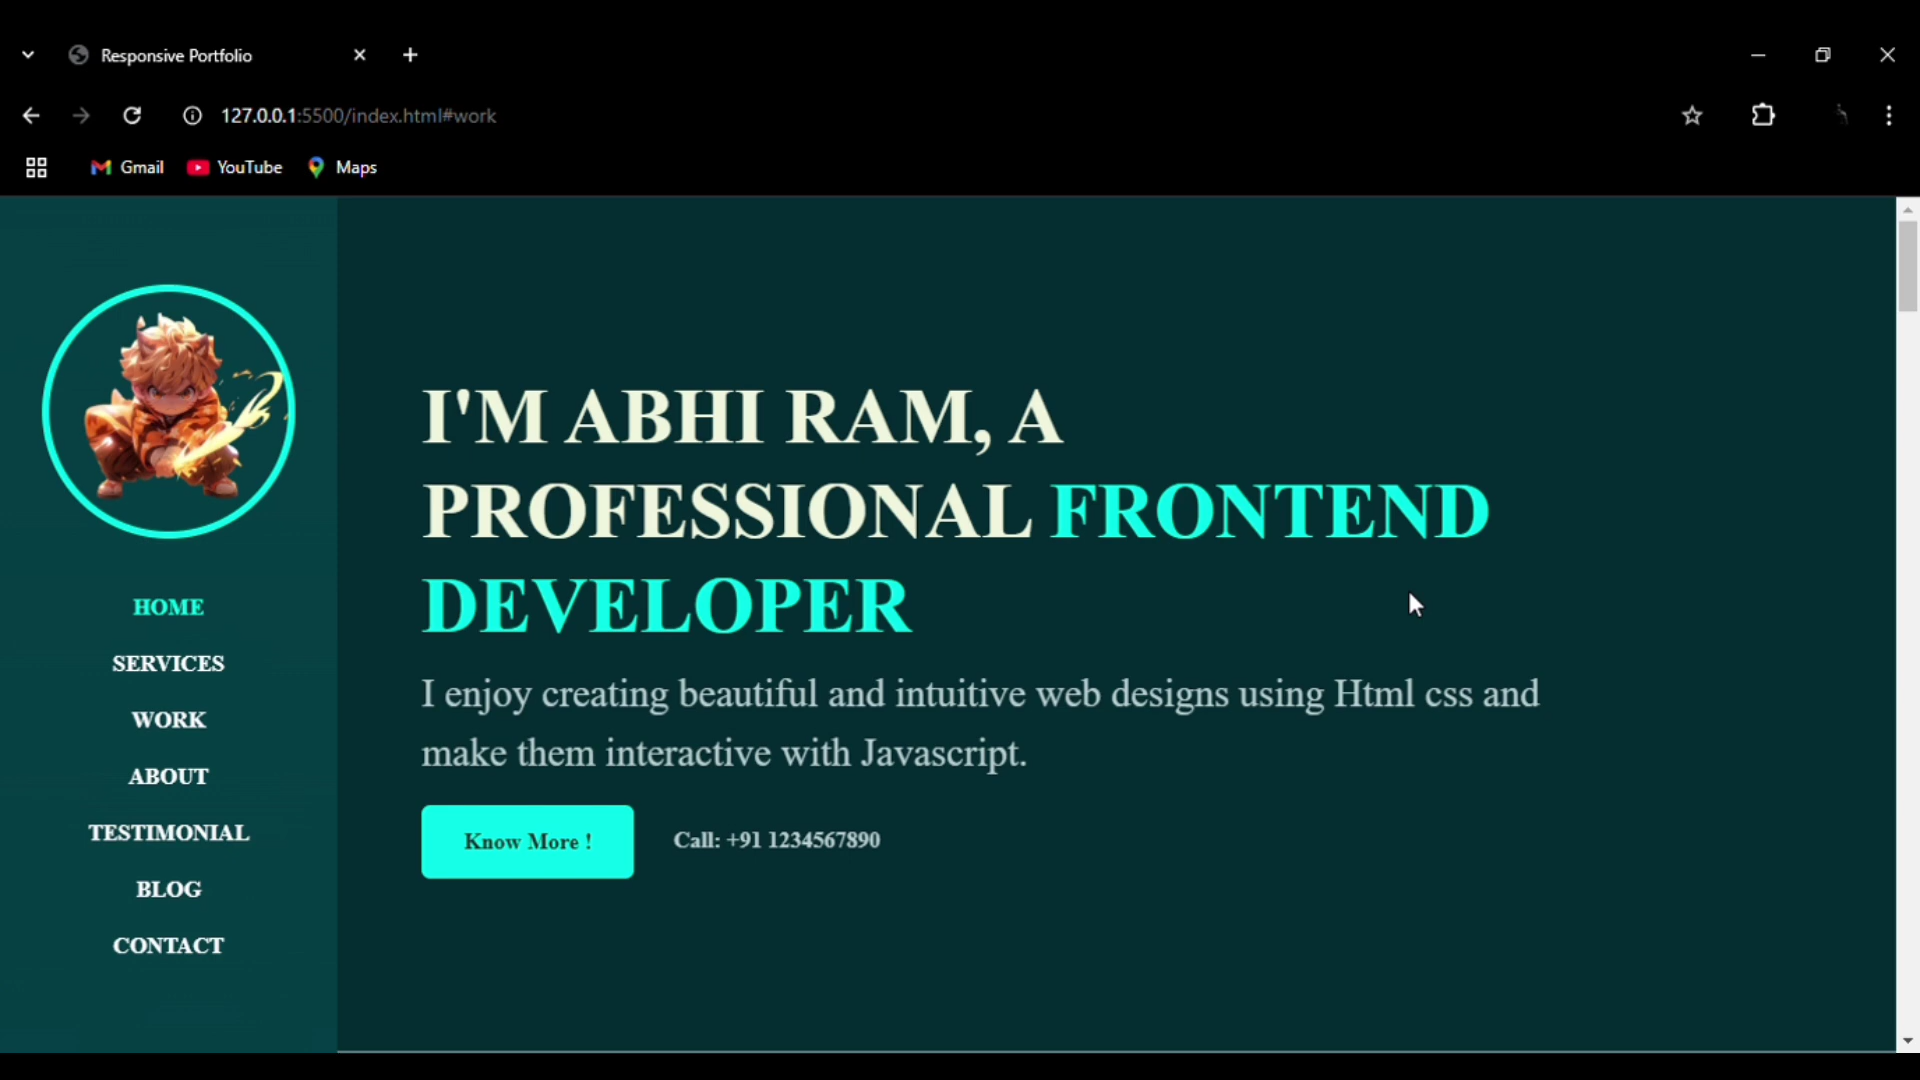 Responsive Portfolio
127.0.0.1:5500/index.html#work
Gmail YouTube Maps
HOME
SERVICES
WORK
ABOUT
TESTIMONIAL
BLOG
CONTACT
I'M ABHI RAM, A
PROFESSIONAL FRONTEND
DEVELOPER
I enjoy creating beautiful and intuitive web designs using Html css and
make them interactive with Javascript.
Know More !
Call: +91 1234567890